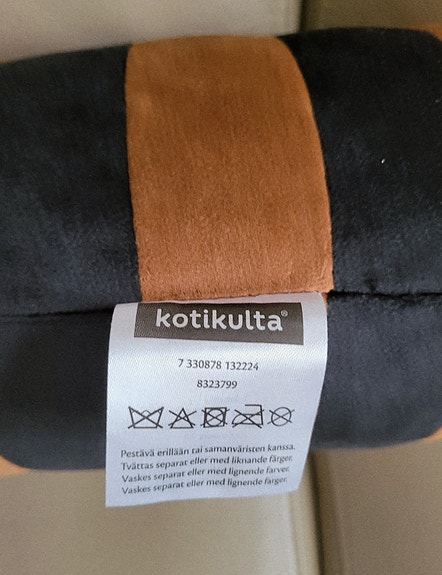 kotikulta®
7 330878 132224
8323799
Pestävä erillään tai samanväristen kanssa.
Tvättas separat eller med liknande färger.
Vaskes separat eller med lignende farver.
Vaskes separat eller med lignende farger.